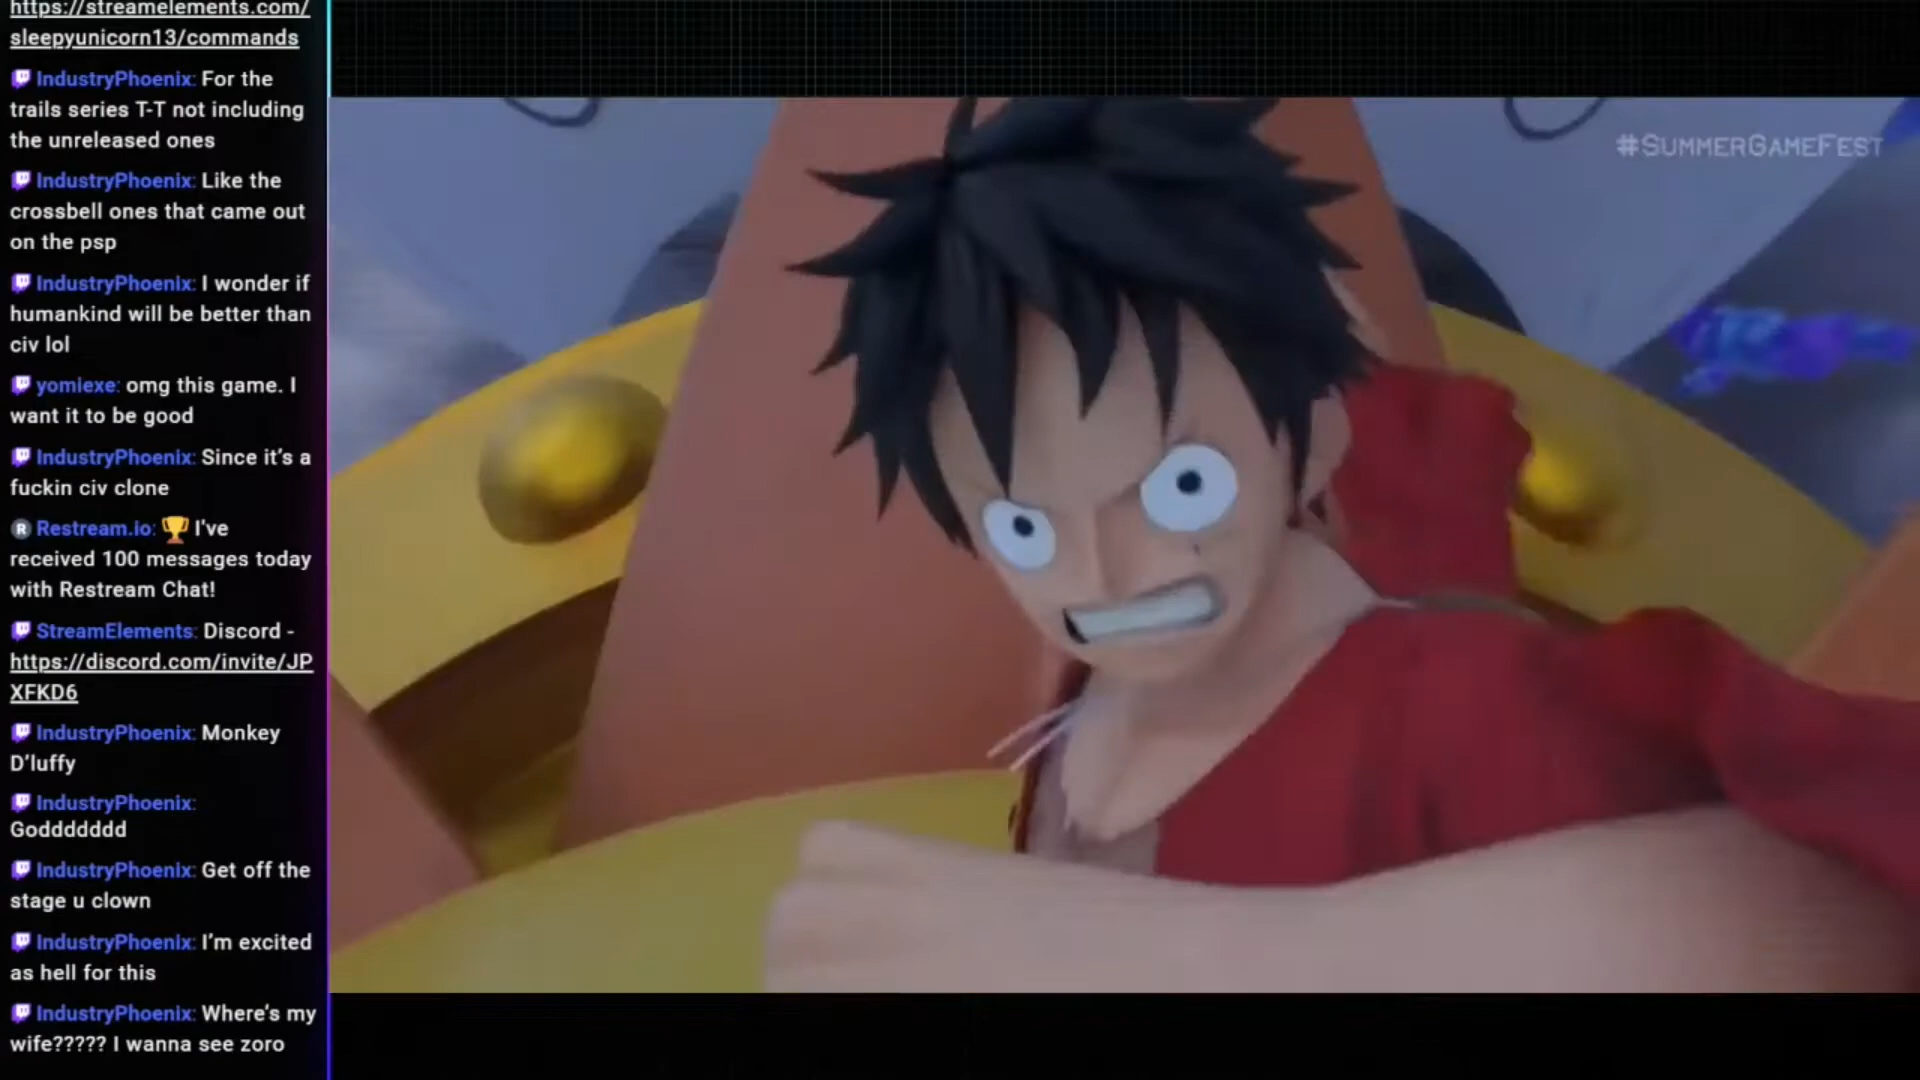 https://streamelements.com/
sleepyunicorn13/commands
IndustryPhoenix: For the
trails series T-T not including
the unreleased ones
IndustryPhoenix: Like the
crossbell ones that came out
on the psp
IndustryPhoenix: I wonder if
humankind will be better than
civ lol
yomiexe: omg this game. I
want it to be good
IndustryPhoenix: Since it's a
fuckin civ clone
R Restream.io: 🏆 I've
received 100 messages today
with Restream Chat!
StreamElements: Discord -
https://discord.com/invite/JP
XFKD6
IndustryPhoenix: Monkey
D'luffy
IndustryPhoenix:
Godddddd
IndustryPhoenix: Get off the
stage u clown
IndustryPhoenix: I'm excited
as hell for this
IndustryPhoenix: Where's my
wife????? I wanna see zoro
#SUMMERGAMEFEST